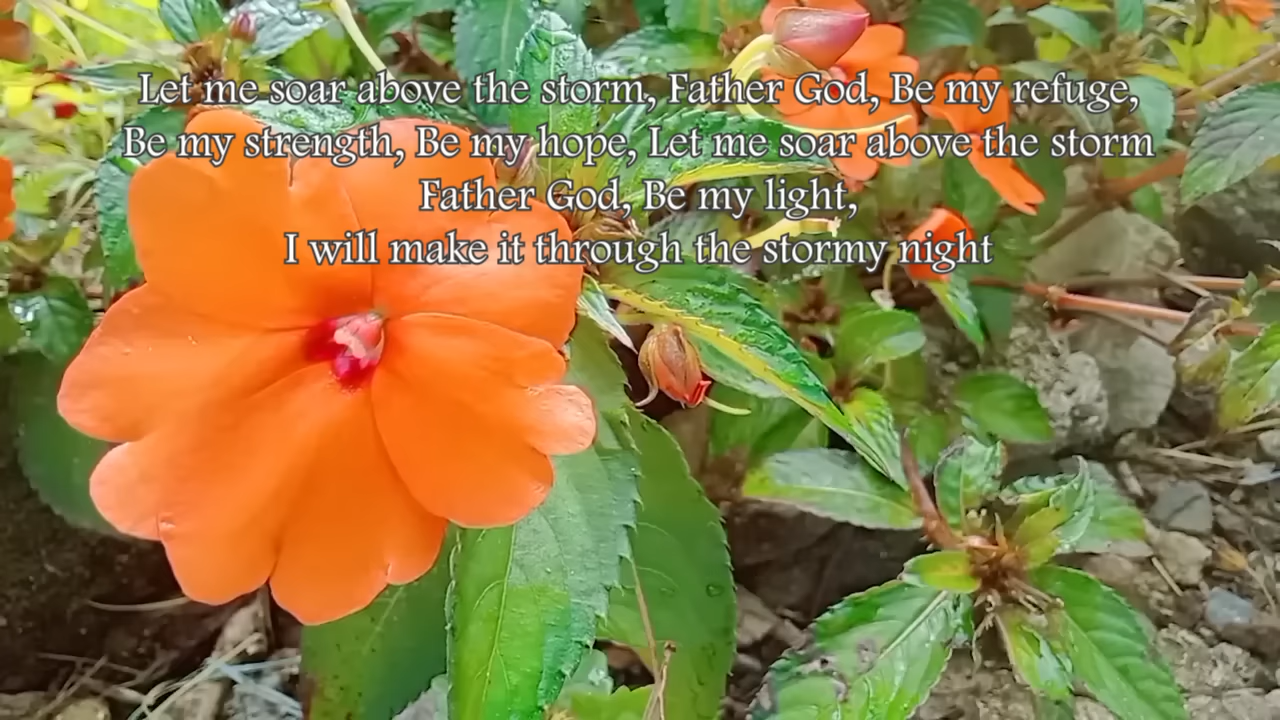 Let me soar above the storm, Father God, Be my refuge,
Be my strength, Be my hope, Let me soar above the storm
Father God, Be my light,
I will make it through the stormy night